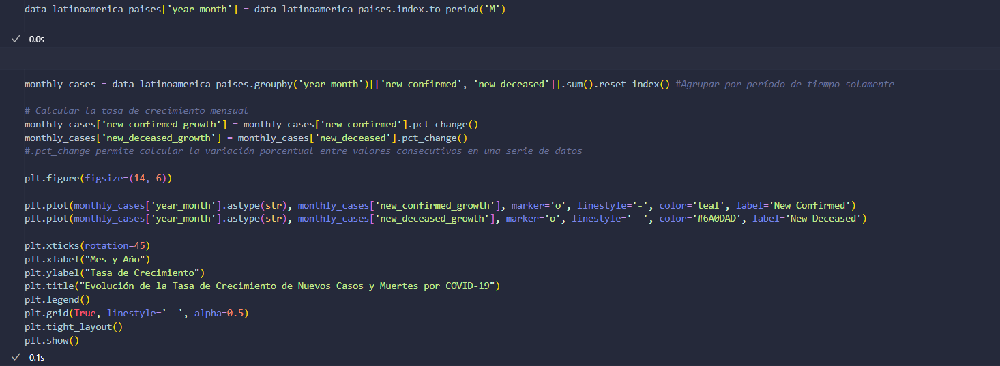 data_latinoamerica_paises['year_month'] = data_latinoamerica_paises.index.to_period('M')
0.0s
monthly_cases = data_latinoamerica_paises.groupby('year_month')[['new_confirmed', 'new_deceased']].sum().reset_index() #Agrupar por período de tiempo solamente
# Calcular la tasa de crecimiento mensual
monthly_cases['new_confirmed_growth'] = monthly_cases['new_confirmed'].pct_change()
monthly_cases['new_deceased_growth'] = monthly_cases['new_deceased'].pct_change()
#.pct_change permite calcular la variación porcentual entre valores consecutivos en una serie de datos
plt.figure(figsize=(14, 6))
plt.plot(monthly_cases['year_month'].astype(str), monthly_cases['new_confirmed_growth'], marker='o', linestyle='-', color='teal', label='New Confirmed')
plt.plot(monthly_cases['year_month'].astype(str), monthly_cases['new_deceased_growth'], marker='o', linestyle='--', color='#6A0DAD', label='New Deceased')
plt.xticks(rotation=45)
plt.xlabel("Mes y Año")
plt.ylabel("Tasa de Crecimiento")
plt.title("Evolución de la Tasa de Crecimiento de Nuevos Casos y Muertes por COVID-19")
plt.legend()
plt.grid(True, linestyle='--', alpha=0.5)
plt.tight_layout()
plt.show()
0.1s